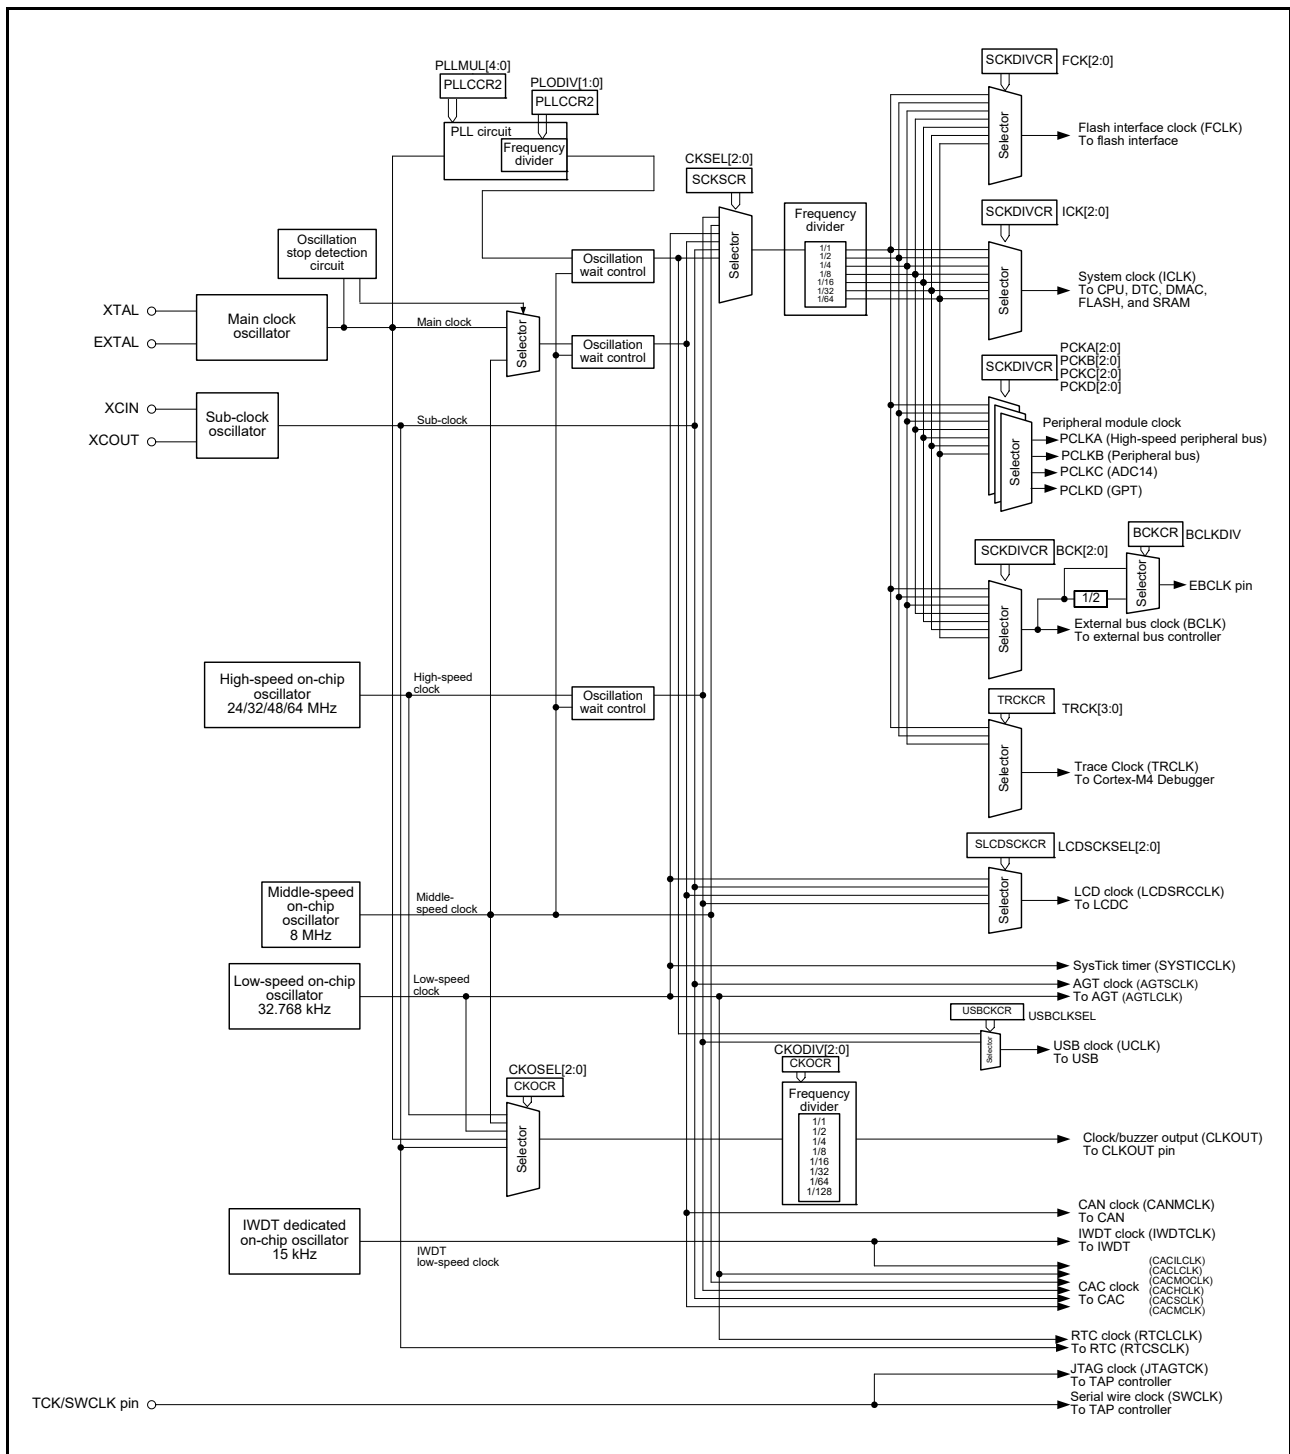 PLLMUL[4:0]
PLLCCR2
PLODIV[1:0]
PLLCCR2
PLL circuit
Frequency
divider
CKSEL[2:0]
SCKSCR
Selector
Frequency
divider
1/1
1/2
1/4
1/8
1/16
1/32
1/64
SCKDIVCR
FCK[2:0]
Selector
Flash interface clock (FCLK)
To flash interface
SCKDIVCR
ICK[2:0]
Selector
System clock (ICLK)
To CPU, DTC, DMAC,
FLASH, and SRAM
Oscillation
stop detection
circuit
Oscillation
wait control
XTAL
EXTAL
Main clock
oscillator
Main clock
Selector
Oscillation
wait control
SCKDIVCR
PCKA[2:0]
PCKB[2:0]
PCKC[2:0]
PCKD[2:0]
Selector
Peripheral module clock
PCLKA (High-speed peripheral bus)
PCLKB (Peripheral bus)
PCLKC (ADC14)
PCLKD (GPT)
XCIN
XCOUT
Sub-clock
oscillator
Sub-clock
SCKDIVCR
BCK[2:0]
Selector
BCKCR
BCLKDIV
Selector
1/2
EBCLK pin
External bus clock (BCLK)
To external bus controller
High-speed on-chip
oscillator
24/32/48/64 MHz
High-speed
clock
Oscillation
wait control
TRCKCR
TRCK[3:0]
Selector
Trace Clock (TRCLK)
To Cortex-M4 Debugger
SLCDSCKCR
LCDSCKSEL[2:0]
Selector
LCD clock (LCDSRCCLK)
To LCDC
Middle-speed
on-chip
oscillator
8 MHz
Middle-
speed clock
Low-speed on-chip
oscillator
32.768 kHz
Low-speed
clock
SysTick timer (SYSTICCLK)
AGT clock (AGTSCLK)
To AGT (AGTLCLK)
USBCKCR
USBCLKSEL
Selector
USB clock (UCLK)
To USB
CKOSEL[2:0]
CKOCR
Selector
CKODIV[2:0]
CKOCR
Frequency
divider
1/1
1/2
1/4
1/8
1/16
1/32
1/64
1/128
Clock/buzzer output (CLKOUT)
To CLKOUT pin
CAN clock (CANMCLK)
To CAN
IWDT dedicated
on-chip oscillator
15 kHz
IWDT
low-speed clock
IWDT clock (IWDTCLK)
To IWDT
CAC clock
To CAC
(CACILCLK)
(CACLCLK)
(CACMOCLK)
(CACHCLK)
(CACSCLK)
(CACMCLK)
RTC clock (RTCLCLK)
To RTC (RTCSCLK)
TCK/SWCLK pin
JTAG clock (JTAGTCK)
To TAP controller
Serial wire clock (SWCLK)
To TAP controller